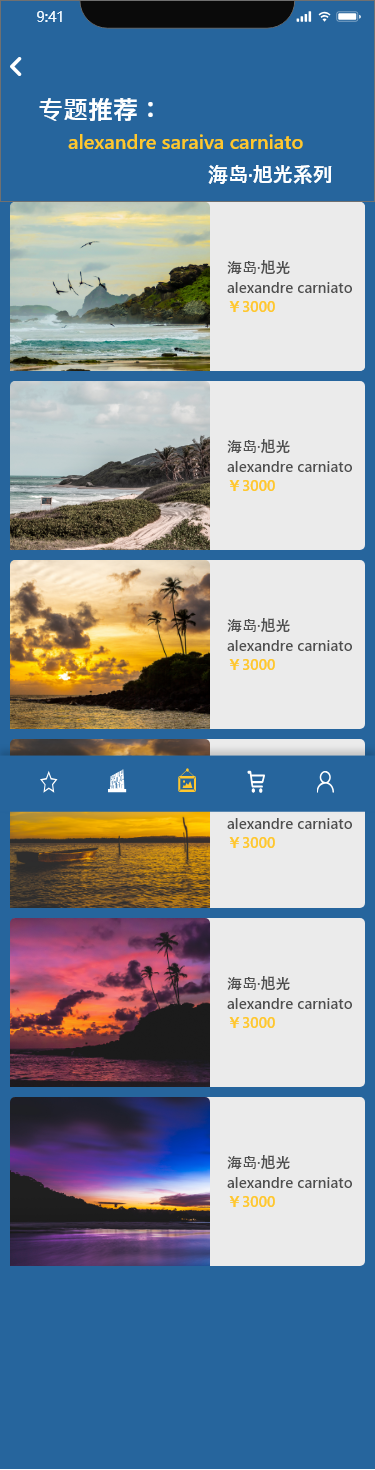 9:41
专题推荐：
alexandre saraiva carniato
海岛·旭光系列
海岛·旭光
alexandre carniato
￥3000
海岛·旭光
alexandre carniato
￥3000
海岛·旭光
alexandre carniato
￥3000
alexandre carniato
￥3000
海岛·旭光
alexandre carniato
￥3000
海岛·旭光
alexandre carniato
￥3000